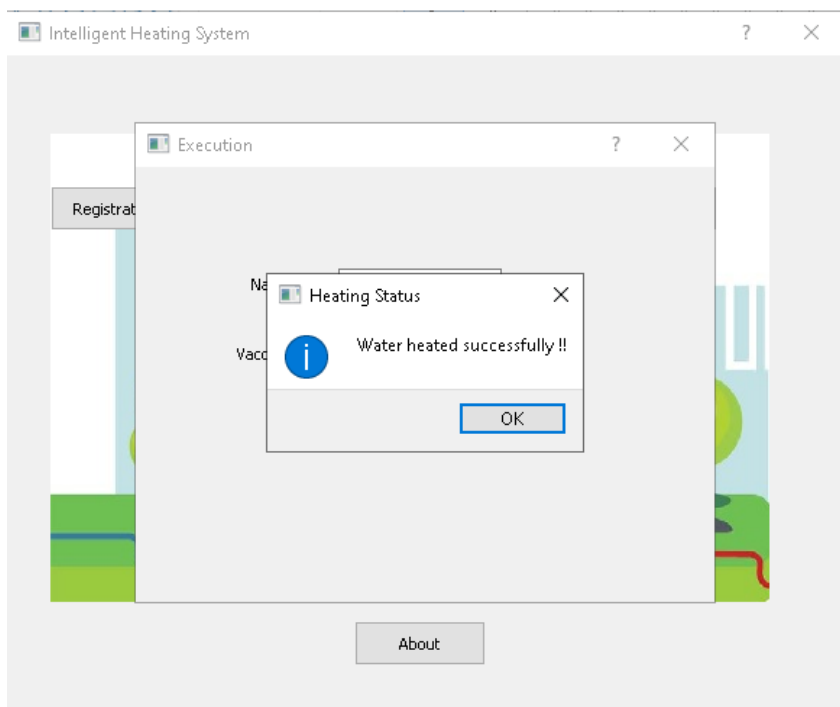 Intelligent Heating System
Execution
Registrat
Na
Heating Status
Water heated successfully !!
Vacc
OK
About